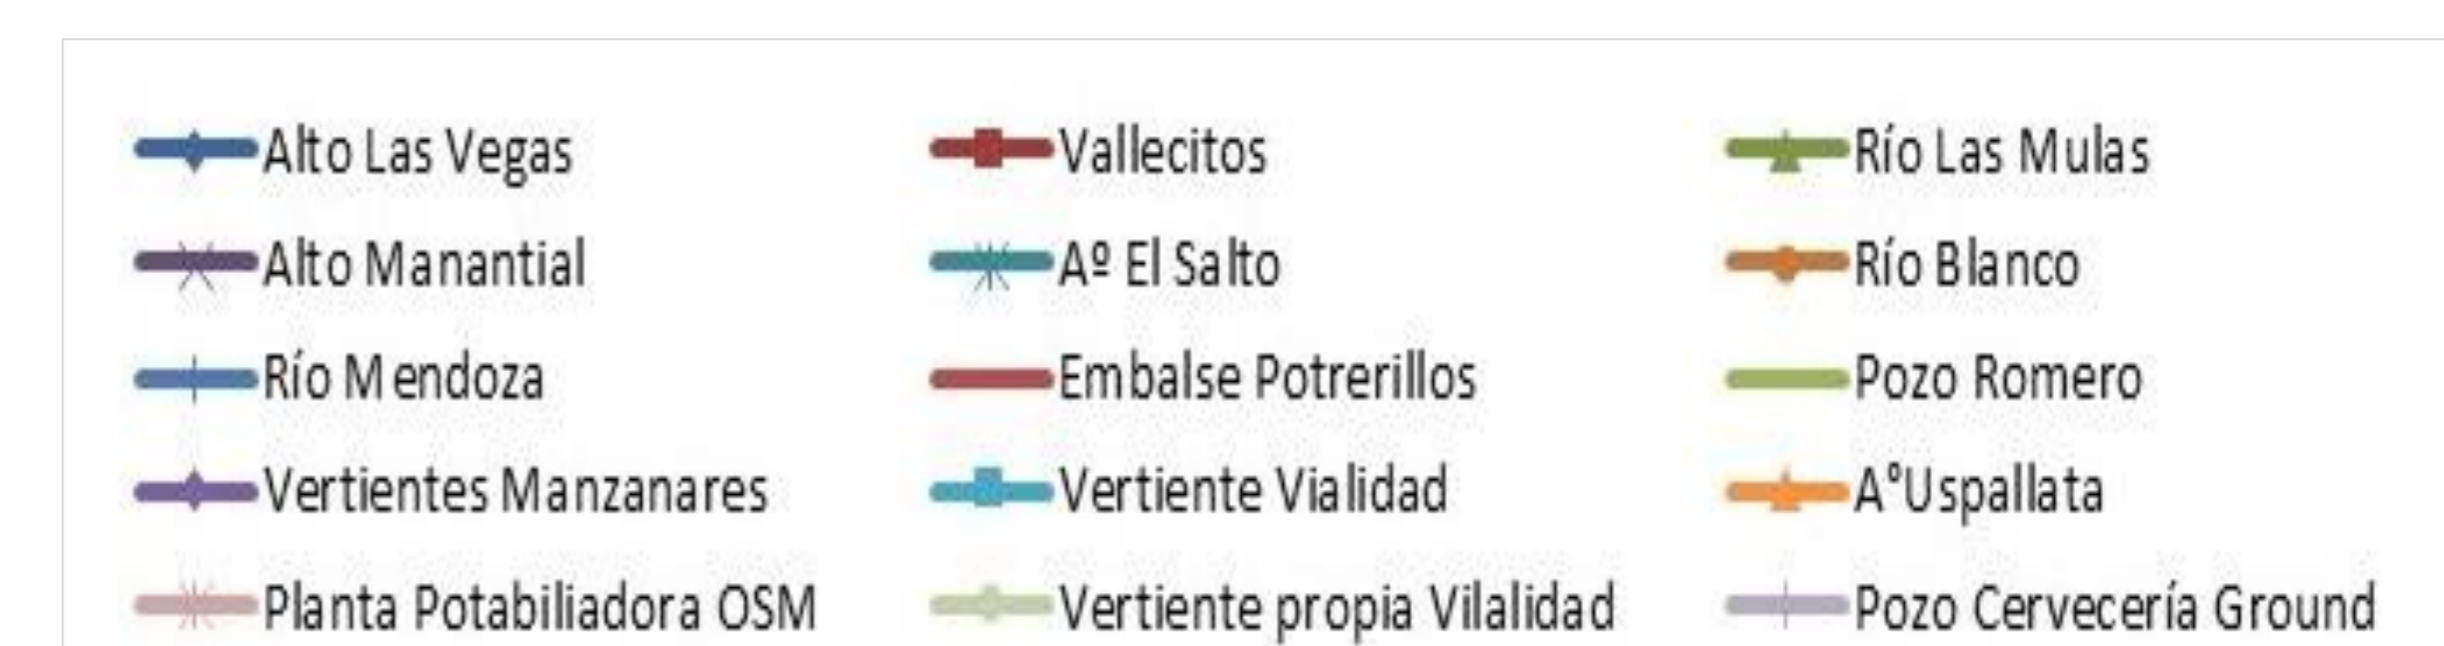 Alto Las Vegas Vallecitos Río Las Mulas
Alto Manantial Aº El Salto Río Blanco
Río Mendoza Embalse Potrerillos Pozo Romero
Vertientes Manzanares Vertiente Vialidad A°Uspallata
Planta Potabiliadora OSM Vertiente propia Vilalidad Pozo Cervecería Ground